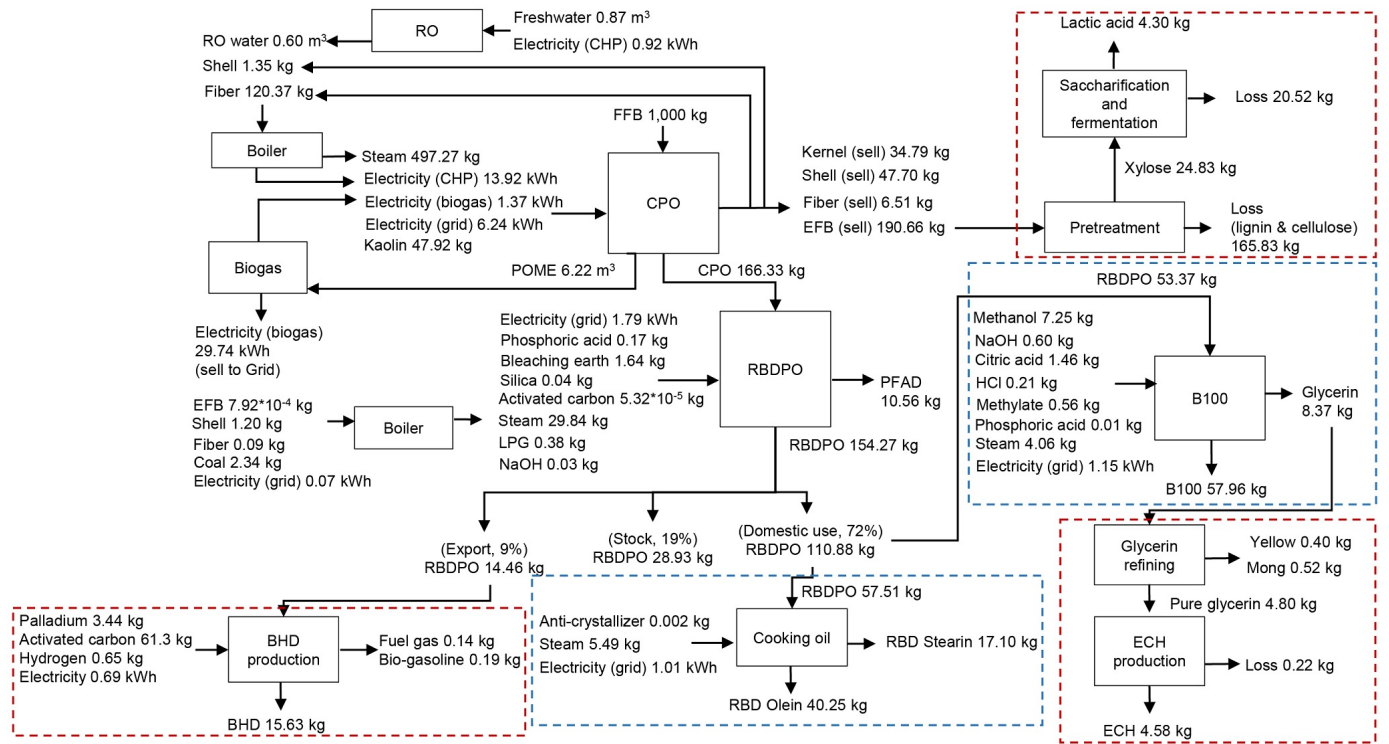 Freshwater 0.87 m³
RO
RO water 0.60 m³
Electricity (CHP) 0.92 kWh
Shell 1.35 kg
Fiber 120.37 kg
Boiler
Steam 497.27 kg
Electricity (CHP) 13.92 kWh
Electricity (biogas) 1.37 kWh
Electricity (grid) 6.24 kWh
Kaolin 47.92 kg
FFB 1,000 kg
CPO
Kernel (sell) 34.79 kg
Shell (sell) 47.70 kg
Fiber (sell) 6.51 kg
EFB (sell) 190.66 kg
Lactic acid 4.30 kg
Saccharification
and
fermentation
Loss 20.52 kg
Xylose 24.83 kg
Pretreatment
Loss
(lignin & cellulose)
165.83 kg
Biogas
POME 6.22 m³
CPO 166.33 kg
Electricity (biogas)
29.74 kWh
(sell to Grid)
EFB 7.92*10⁻⁴ kg
Shell 1.20 kg
Fiber 0.09 kg
Coal 2.34 kg
Electricity (grid) 0.07 kWh
Boiler
Electricity (grid) 1.79 kWh
Phosphoric acid 0.17 kg
Bleaching earth 1.64 kg
Silica 0.04 kg
Activated carbon 5.32*10⁻⁵ kg
Steam 29.84 kg
LPG 0.38 kg
NaOH 0.03 kg
RBDPO
PFAD
10.56 kg
RBDPO 154.27 kg
RBDPO 53.37 kg
Methanol 7.25 kg
NaOH 0.60 kg
Citric acid 1.46 kg
HCl 0.21 kg
Methylate 0.56 kg
Phosphoric acid 0.01 kg
Steam 4.06 kg
Electricity (grid) 1.15 kWh
B100
Glycerin
8.37 kg
B100 57.96 kg
(Export, 9%)
RBDPO 14.46 kg
(Stock, 19%)
RBDPO 28.93 kg
(Domestic use, 72%)
RBDPO 110.88 kg
Palladium 3.44 kg
Activated carbon 61.3 kg
Hydrogen 0.65 kg
Electricity 0.69 kWh
BHD
production
Fuel gas 0.14 kg
Bio-gasoline 0.19 kg
BHD 15.63 kg
RBDPO 57.51 kg
Anti-crystallizer 0.002 kg
Steam 5.49 kg
Electricity (grid) 1.01 kWh
Cooking oil
RBD Stearin 17.10 kg
RBD Olein 40.25 kg
Glycerin
refining
Yellow 0.40 kg
Mong 0.52 kg
Pure glycerin 4.80 kg
ECH
production
Loss 0.22 kg
ECH 4.58 kg